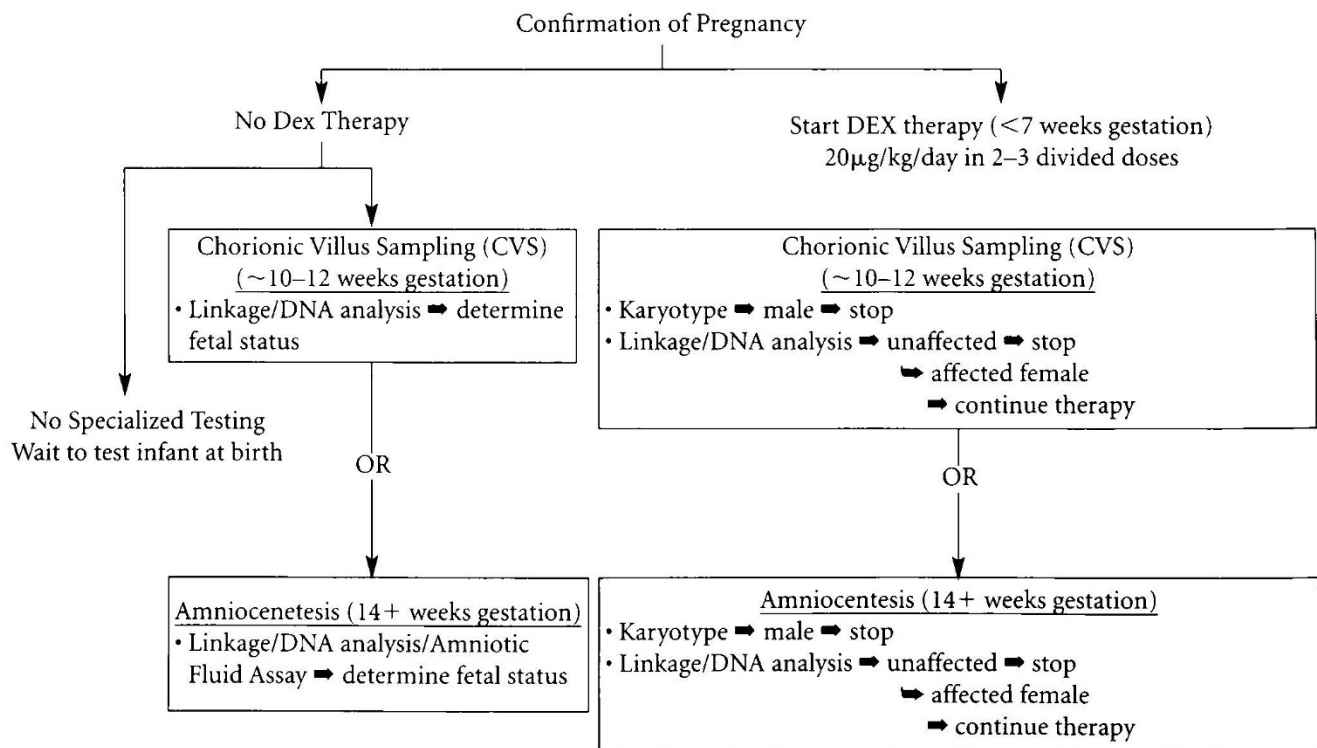 Confirmation of Pregnancy
No Dex Therapy
Start DEX therapy (<7 weeks gestation)
20μg/kg/day in 2–3 divided doses
Chorionic Villus Sampling (CVS)
(~10–12 weeks gestation)
• Linkage/DNA analysis ➡ determine
fetal status
No Specialized Testing
Wait to test infant at birth
OR
Amniocenetesis (14+ weeks gestation)
• Linkage/DNA analysis/Amniotic
Fluid Assay ➡ determine fetal status
Chorionic Villus Sampling (CVS)
(~10–12 weeks gestation)
• Karyotype ➡ male ➡ stop
• Linkage/DNA analysis ➡ unaffected ➡ stop
➥ affected female
➡ continue therapy
OR
Amniocentesis (14+ weeks gestation)
• Karyotype ➡ male ➡ stop
• Linkage/DNA analysis ➡ unaffected ➡ stop
➥ affected female
➡ continue therapy